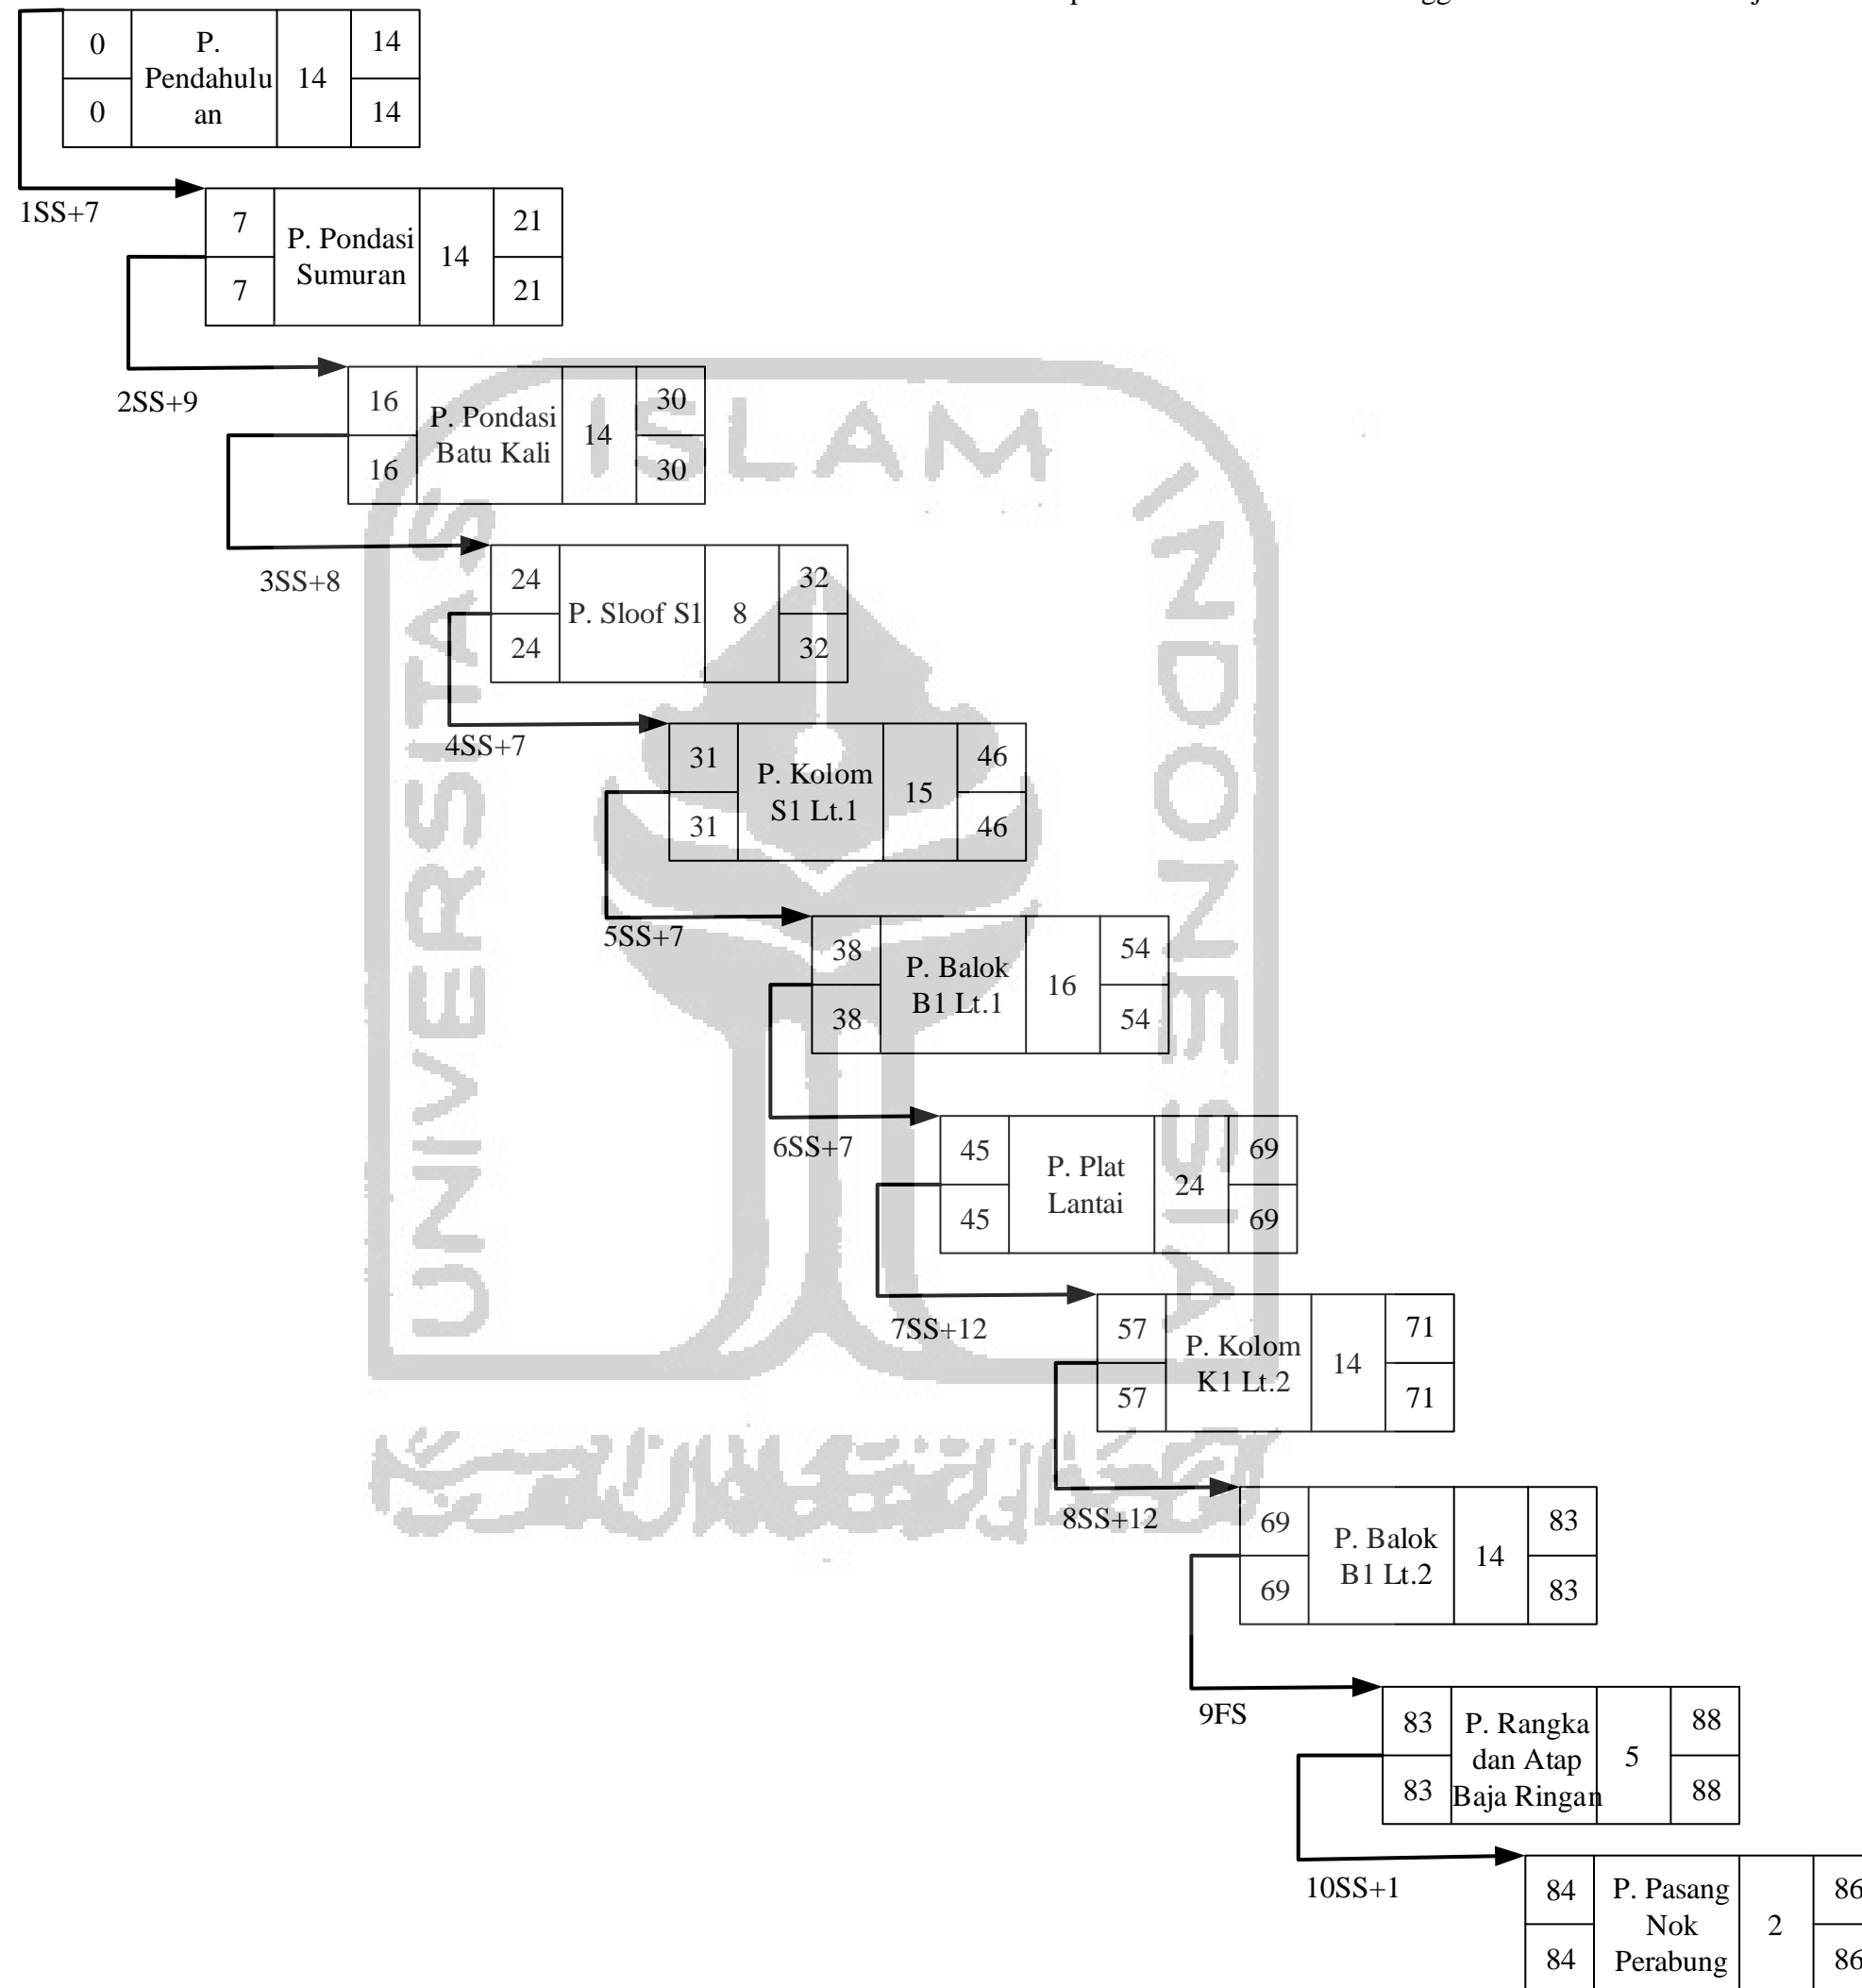 0
P.
14
14
Pendahulu
an
0
14
1SS+7
7
P. Pondasi
Sumuran
14
21
7
21
2SS+9
16
P. Pondasi
Batu Kali
14
30
16
30
3SS+8
24
P. Sloof S1
8
32
24
32
4SS+7
31
P. Kolom
S1 Lt.1
15
46
31
46
5SS+7
38
P. Balok
B1 Lt.1
16
54
38
54
6SS+7
45
P. Plat
Lantai
24
69
45
69
7SS+12
57
P. Kolom
K1 Lt.2
14
71
57
71
8SS+12
69
P. Balok
B1 Lt.2
14
83
69
83
9FS
83
P. Rangka
dan Atap
Baja Ringan
5
88
83
88
10SS+1
84
P. Pasang
Nok
Perabung
2
86
84
86
UNIVERSITAS
ISLAM
INDONESIA